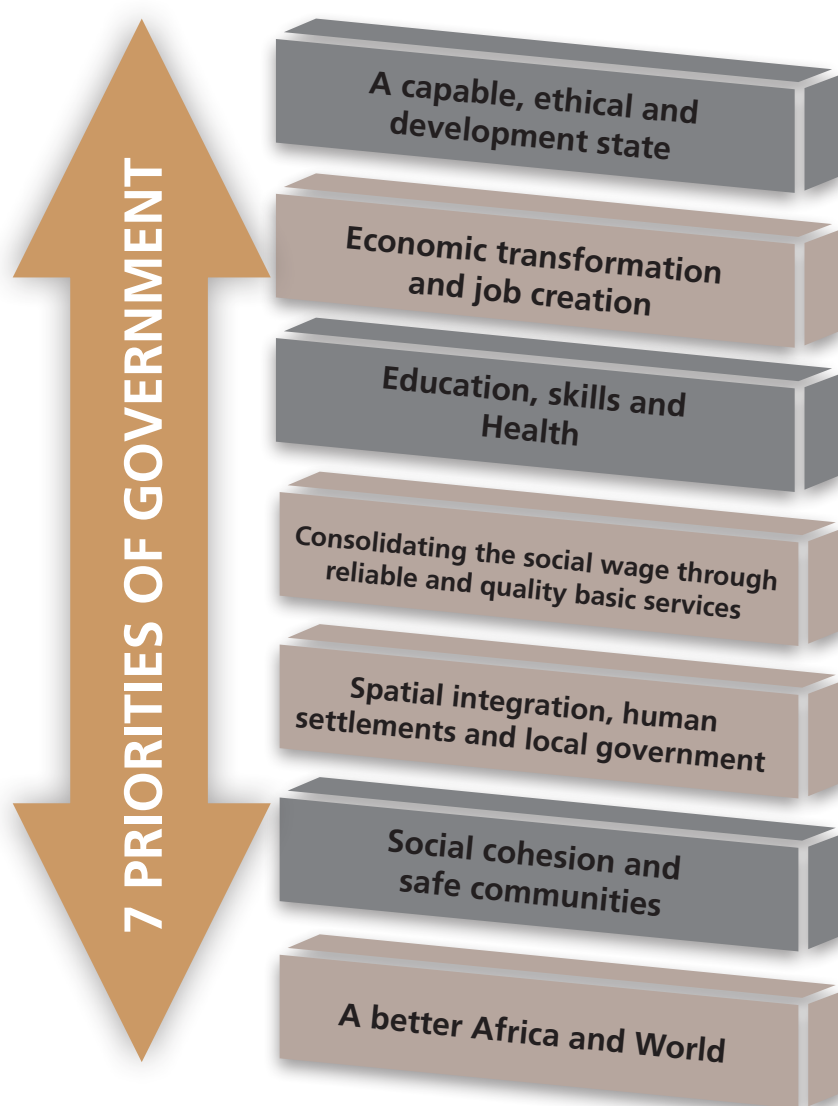 7 PRIORITIES OF GOVERNMENT
A capable, ethical and
development state
Economic transformation
and job creation
Education, skills and
Health
Consolidating the social wage through
reliable and quality basic services
Spatial integration, human
settlements and local government
Social cohesion and
safe communities
A better Africa and World